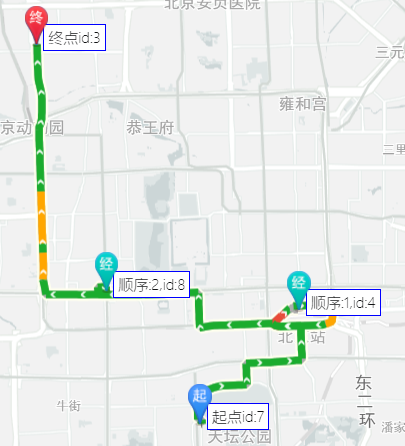 北京安贞医院
终
终点id:3
三元
雍和宫
京动
园
恭王府
二里
经
顺序:2,id:8
经
顺序:1,id:4
北
站
起
起点id:7
牛街
天坛公园
东二环
潘家